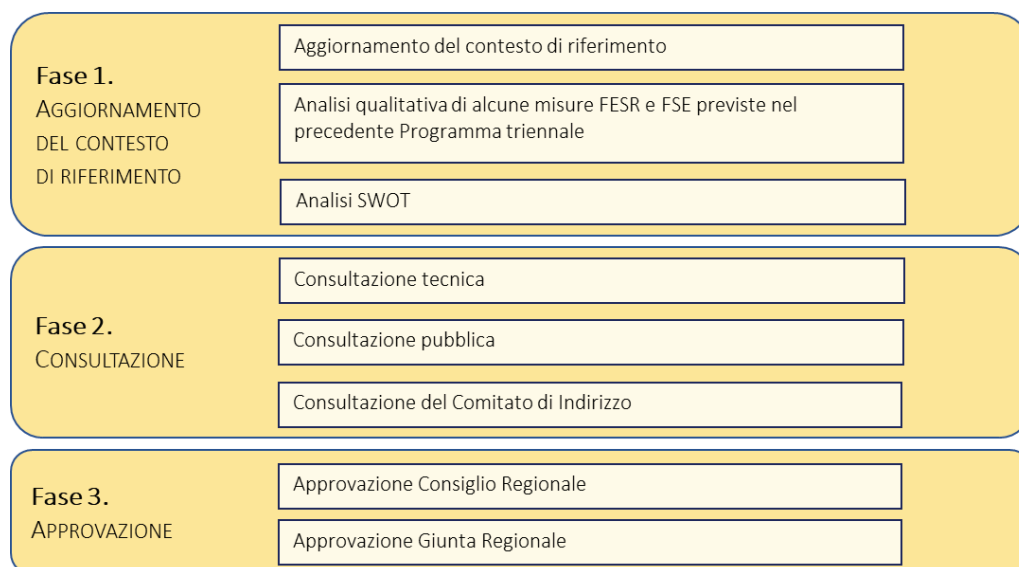 Fase 1.
AGGIORNAMENTO
DEL CONTESTO
DI RIFERIMENTO
Aggiornamento del contesto di riferimento
Analisi qualitativa di alcune misure FESR e FSE previste nel
precedente Programma triennale
Analisi SWOT
Fase 2.
CONSULTAZIONE
Consultazione tecnica
Consultazione pubblica
Consultazione del Comitato di Indirizzo
Fase 3.
APPROVAZIONE
Approvazione Consiglio Regionale
Approvazione Giunta Regionale